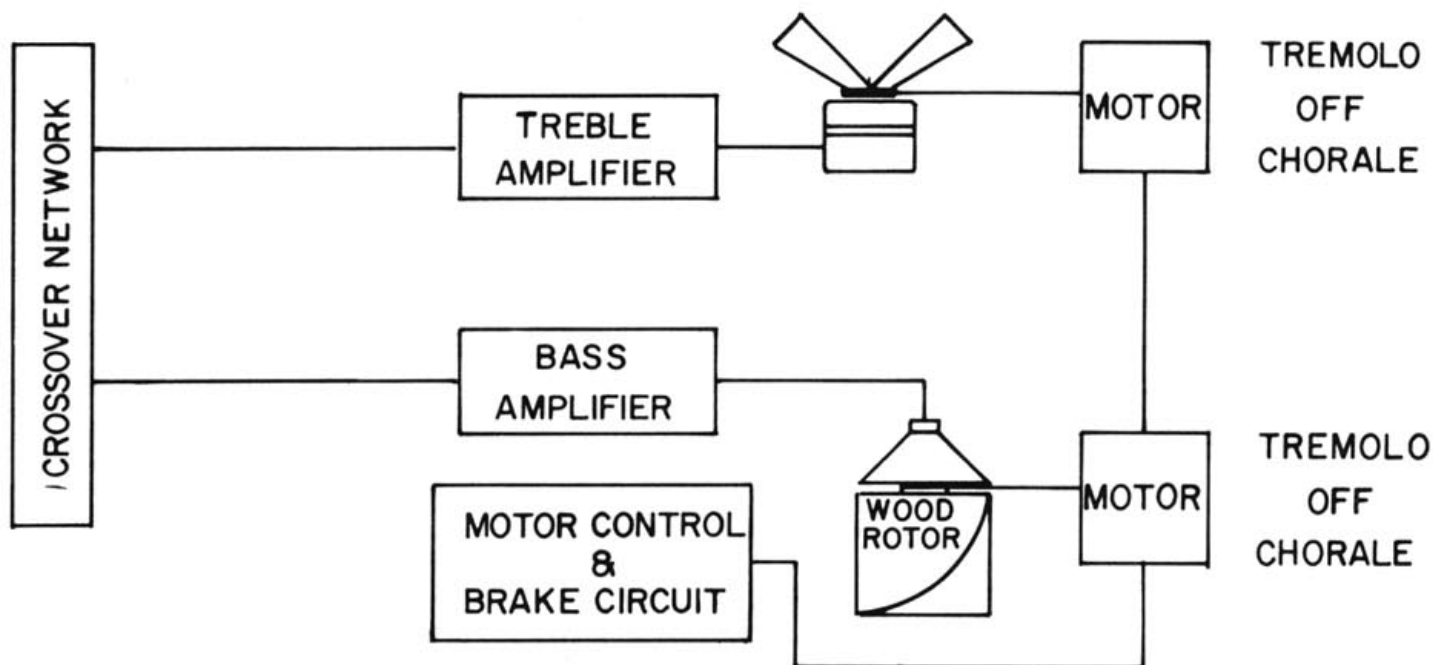 CROSSOVER NETWORK
TREBLE
AMPLIFIER
MOTOR
TREMOLO
OFF
CHORALE
BASS
AMPLIFIER
WOOD
ROTOR
MOTOR
TREMOLO
OFF
CHORALE
MOTOR CONTROL
&
BRAKE CIRCUIT